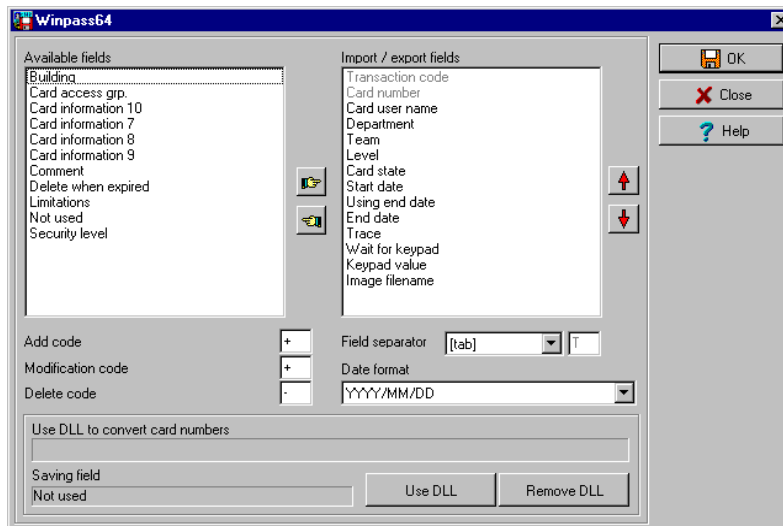 Winpass64
Available fields
Building
Card access grp.
Card information 10
Card information 7
Card information 8
Card information 9
Comment
Delete when expired
Limitations
Not used
Security level
Import / export fields
Transaction code
Card number
Card user name
Department
Team
Level
Card state
Start date
Using end date
End date
Trace
Wait for keypad
Keypad value
Image filename
OK
Close
Help
Add code +
Modification code +
Delete code -
Field separator [tab] T
Date format
YYYY/MM/DD
Use DLL to convert card numbers
Saving field
Not used
Use DLL
Remove DLL